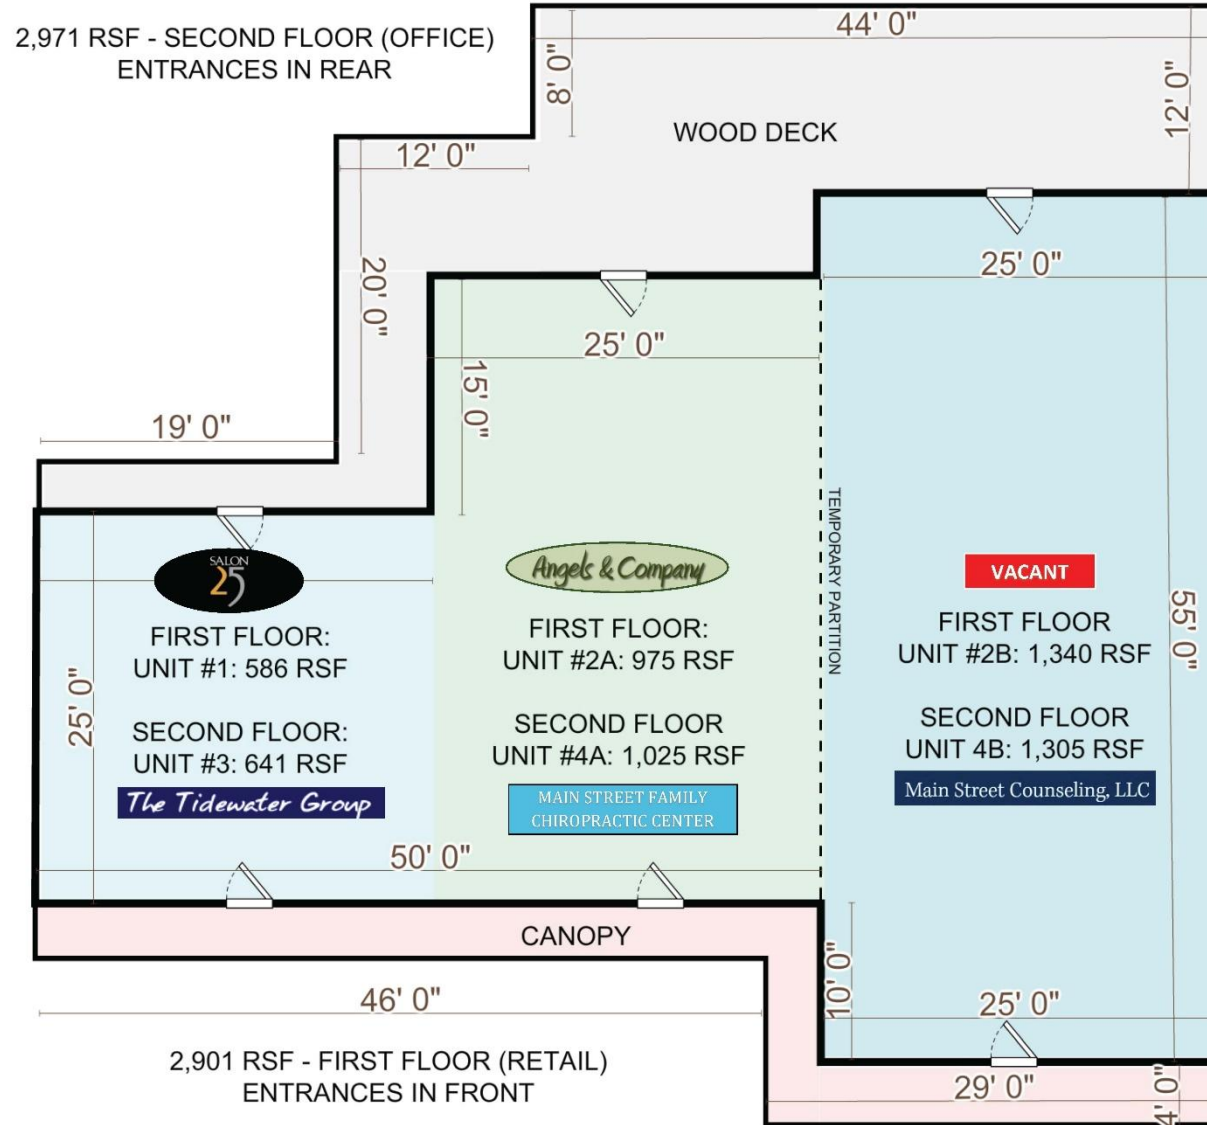 44' 0"
2,971 RSF - SECOND FLOOR (OFFICE)
ENTRANCES IN REAR
8' 0"
12' 0"
WOOD DECK
12' 0"
20' 0"
25' 0"
25' 0"
15' 0"
19' 0"
TEMPORARY PARTITION
SALON
25
Angels & Company
VACANT
FIRST FLOOR:
UNIT #1: 586 RSF
FIRST FLOOR:
UNIT #2A: 975 RSF
FIRST FLOOR
UNIT #2B: 1,340 RSF
55' 0"
25' 0"
SECOND FLOOR:
UNIT #3: 641 RSF
The Tidewater Group
SECOND FLOOR
UNIT #4A: 1,025 RSF
MAIN STREET FAMILY
CHIROPRACTIC CENTER
SECOND FLOOR
UNIT 4B: 1,305 RSF
Main Street Counseling, LLC
50' 0"
CANOPY
10' 0"
46' 0"
25' 0"
2,901 RSF - FIRST FLOOR (RETAIL)
ENTRANCES IN FRONT
29' 0"
4' 0"